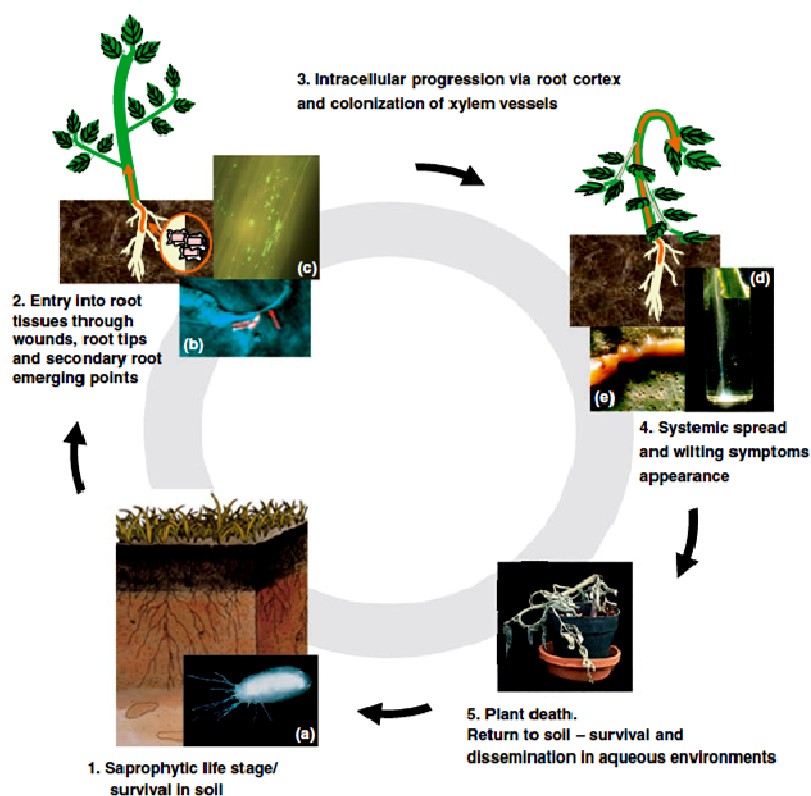 3. Intracellular progression via root cortex
and colonization of xylem vessels
(c)
(d)
2. Entry into root
tissues through
wounds, root tips
and secondary root
emerging points
(b)
(e)
4. Systemic spread
and wilting symptoms
appearance
(a)
5. Plant death.
Return to soil – survival and
dissemination in aqueous environments
1. Saprophytic life stage/
survival in soil